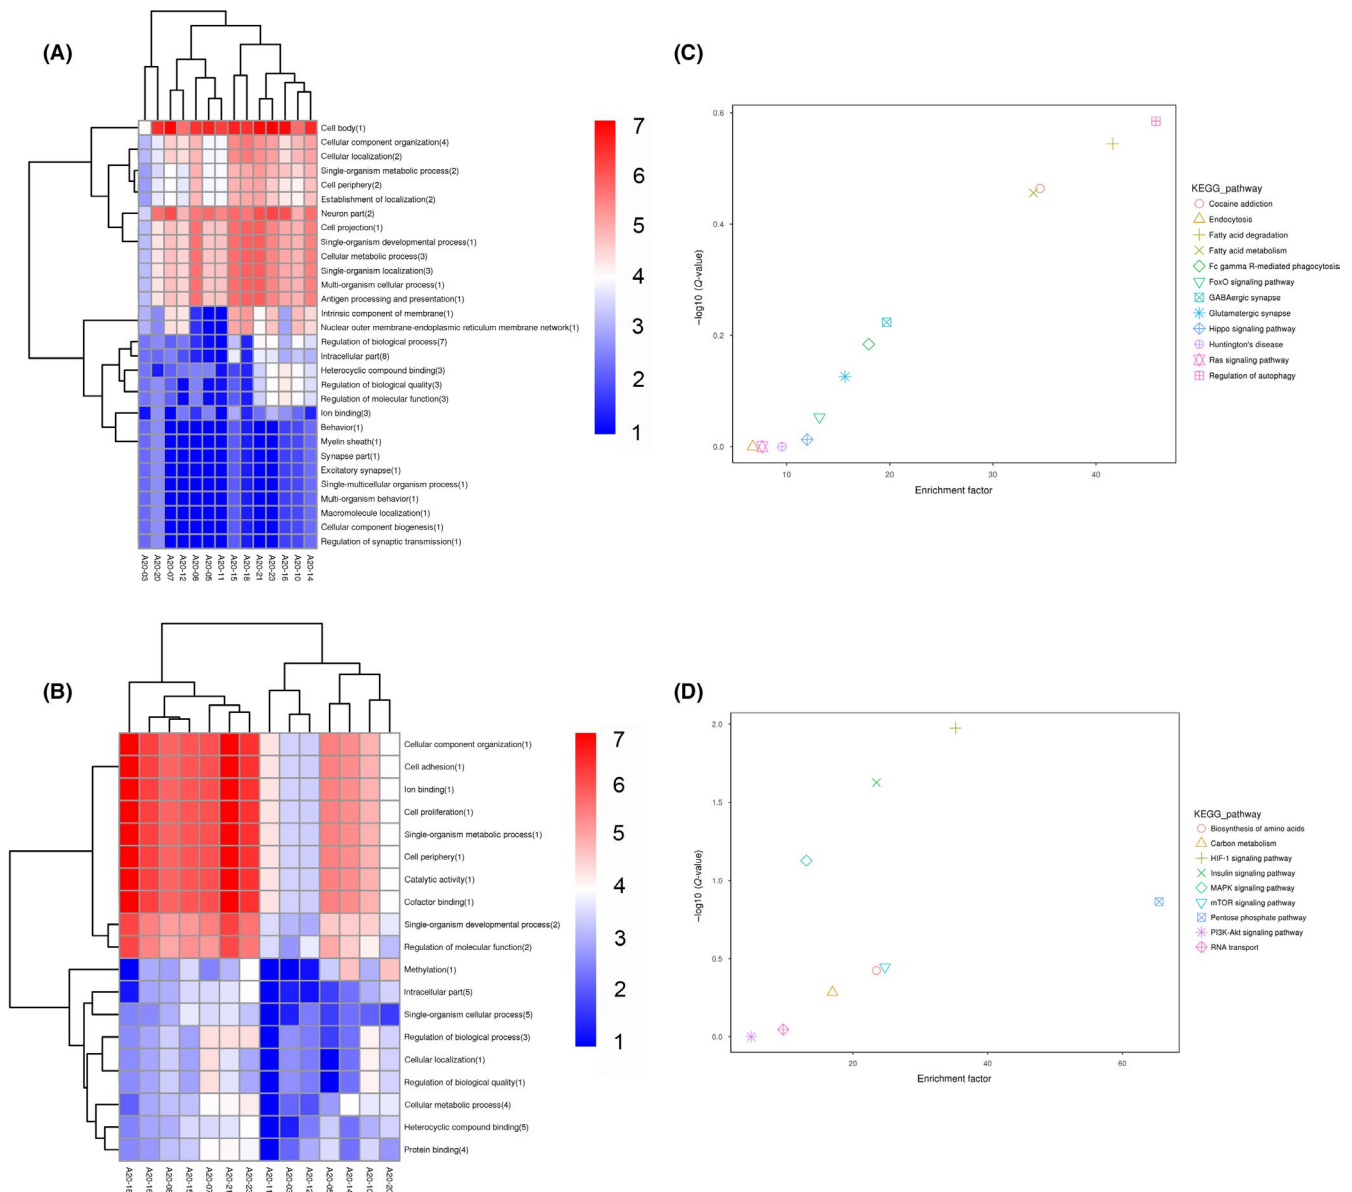 (A)
Cell body(1)
Cellular component organization(4)
Cellular localization(2)
Single-organism metabolic process(2)
Cell periphery(2)
Establishment of localization(2)
Neuron part(2)
Cell projection(1)
Single-organism developmental process(1)
Cellular metabolic process(3)
Single-organism localization(3)
Multi-organism cellular process(1)
Antigen processing and presentation(1)
Intrinsic component of membrane(1)
Nuclear outer membrane-endoplasmic reticulum membrane network(1)
Regulation of biological process(7)
Intracellular part(8)
Heterocyclic compound binding(3)
Regulation of biological quality(3)
Regulation of molecular function(3)
Ion binding(3)
Behavior(1)
Myelin sheath(1)
Synapse part(1)
Excitatory synapse(1)
Single-multicellular organism process(1)
Multi-organism behavior(1)
Macromolecule localization(1)
Cellular component biogenesis(1)
Regulation of synaptic transmission(1)
A20-03
A20-20
A20-07
A20-12
A20-08
A20-05
A20-11
A20-15
A20-18
A20-21
A20-23
A20-16
A20-10
A20-14
7
6
5
4
3
2
1
(C)
0.6
0.4
0.2
0.0
−log10 (Q-value)
10
20
30
40
Enrichment factor
KEGG_pathway
Cocaine addiction
Endocytosis
Fatty acid degradation
Fatty acid metabolism
Fc gamma R-mediated phagocytosis
FoxO signaling pathway
GABAergic synapse
Glutamatergic synapse
Hippo signaling pathway
Huntington's disease
Ras signaling pathway
Regulation of autophagy
(B)
Cellular component organization(1)
Cell adhesion(1)
Ion binding(1)
Cell proliferation(1)
Single-organism metabolic process(1)
Cell periphery(1)
Catalytic activity(1)
Cofactor binding(1)
Single-organism developmental process(2)
Regulation of molecular function(2)
Methylation(1)
Intracellular part(5)
Single-organism cellular process(5)
Regulation of biological process(3)
Cellular localization(1)
Regulation of biological quality(1)
Cellular metabolic process(4)
Heterocyclic compound binding(5)
Protein binding(4)
7
6
5
4
3
2
1
(D)
2.0
1.5
1.0
0.5
0.0
−log10 (Q-value)
20
40
60
Enrichment factor
KEGG_pathway
Biosynthesis of amino acids
Carbon metabolism
HIF-1 signaling pathway
Insulin signaling pathway
MAPK signaling pathway
mTOR signaling pathway
Pentose phosphate pathway
PI3K-Akt signaling pathway
RNA transport